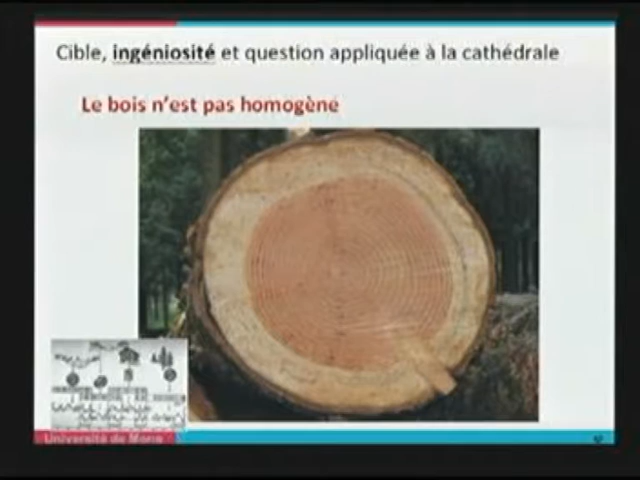 Cible, ingéniosité et question appliquée à la cathédrale
Le bois n'est pas homogène
Université de Mons